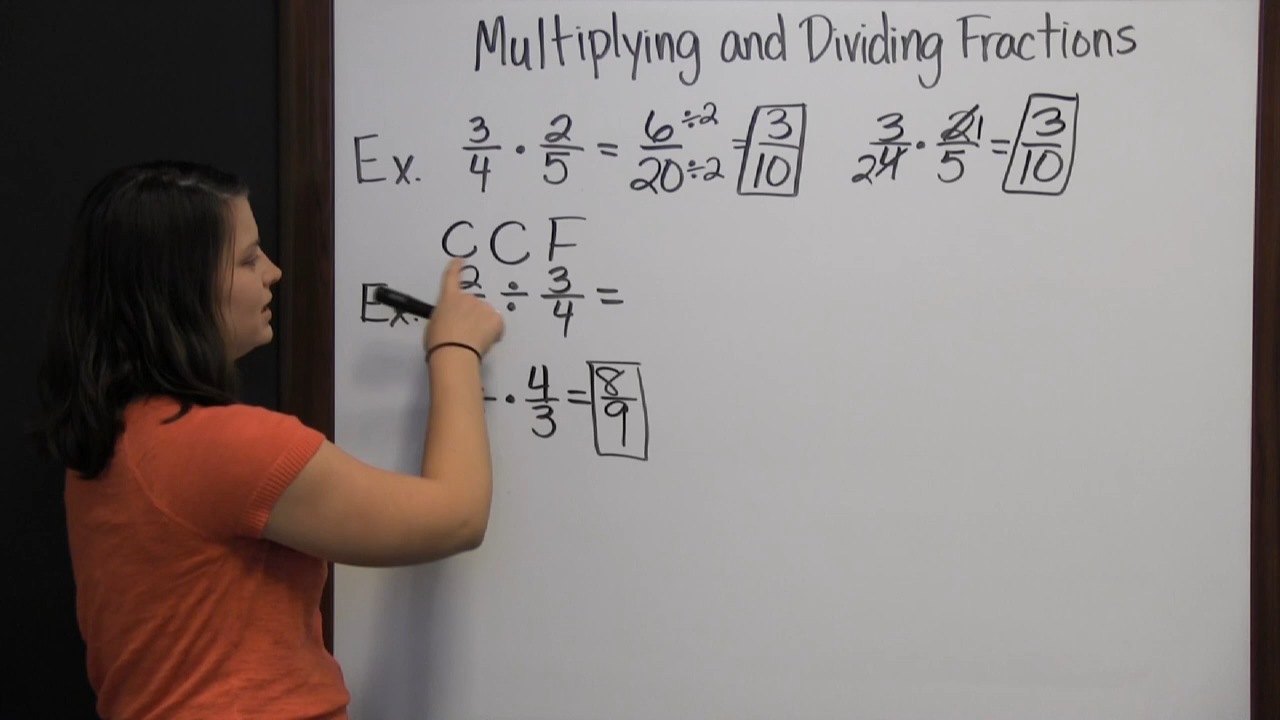 Multiplying and Dividing Fractions
Ex. 3/4 · 2/5 = 6/20 ÷2/÷2 = 3/10 3/24 · 21/5 = 3/10
C C F
Ex. 2 ÷ 3/4 =
· 4/3 = 8/9